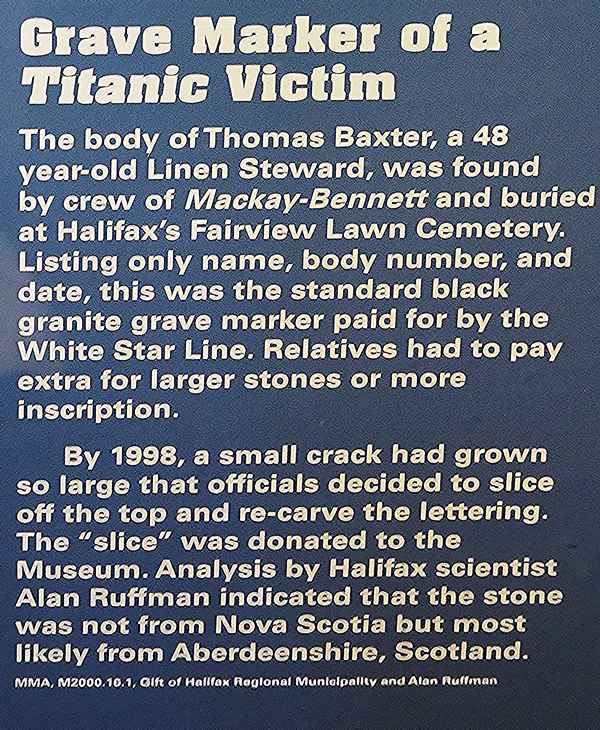 Grave Marker of a
Titanic Victim
The body of Thomas Baxter, a 48
year-old Linen Steward, was found
by crew of Mackay-Bennett and buried
at Halifax's Fairview Lawn Cemetery.
Listing only name, body number, and
date, this was the standard black
granite grave marker paid for by the
White Star Line. Relatives had to pay
extra for larger stones or more
inscription.
By 1998, a small crack had grown
so large that officials decided to slice
off the top and re-carve the lettering.
The “slice” was donated to the
Museum. Analysis by Halifax scientist
Alan Ruffman indicated that the stone
was not from Nova Scotia but most
likely from Aberdeenshire, Scotland.
MMA, M2000.16.1, Gift of Halifax Regional Municipality and Alan Ruffman